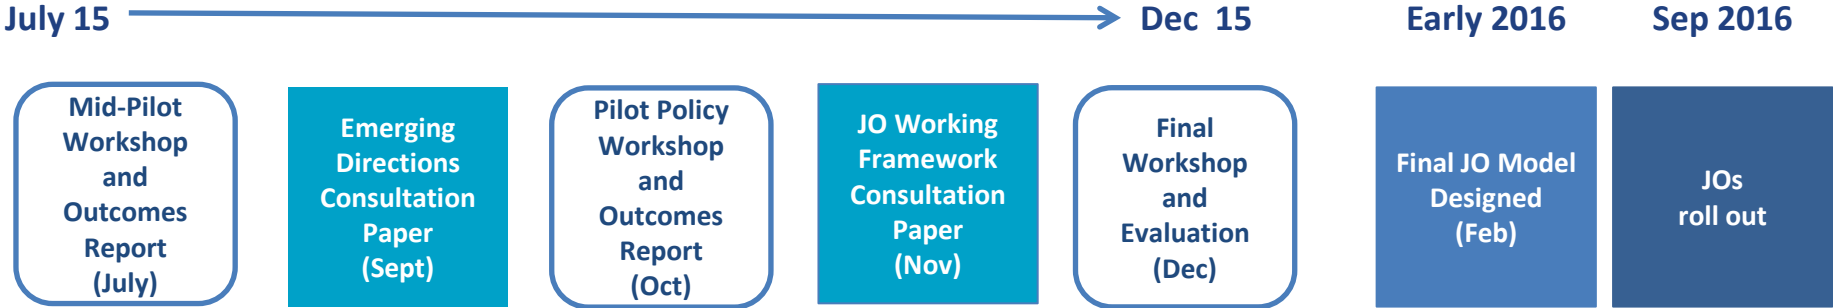 July 15
Dec 15
Early 2016
Sep 2016
Mid-Pilot
Workshop
and
Outcomes
Report
(July)
Emerging
Directions
Consultation
Paper
(Sept)
Pilot Policy
Workshop
and
Outcomes
Report
(Oct)
JO Working
Framework
Consultation
Paper
(Nov)
Final
Workshop
and
Evaluation
(Dec)
Final JO Model
Designed
(Feb)
JOs
roll out